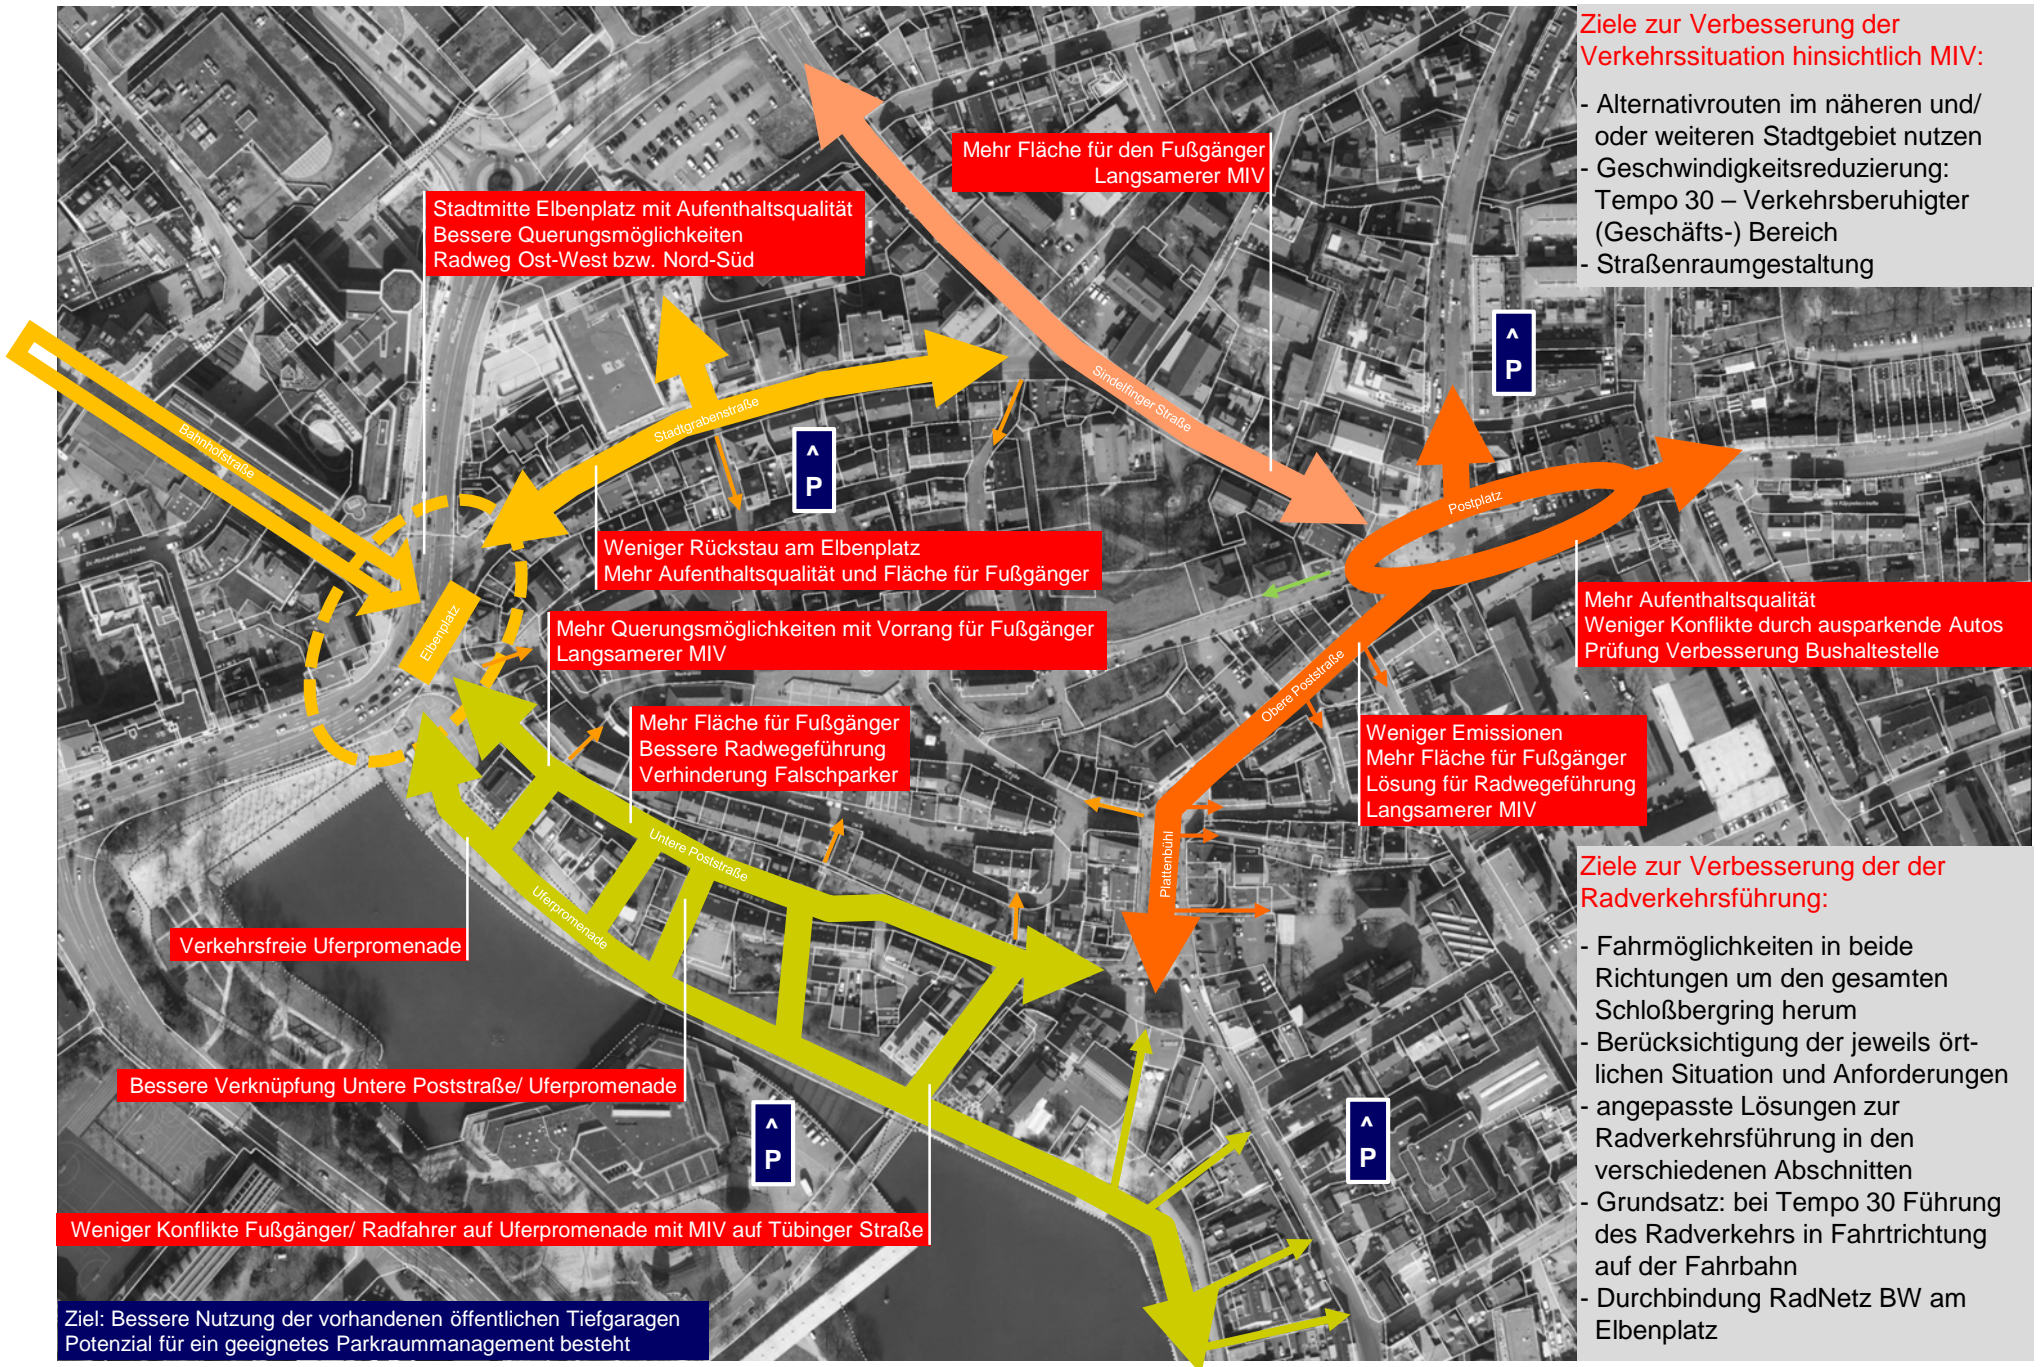 Ziele zur Verbesserung der
Verkehrssituation hinsichtlich MIV:
- Alternativrouten im näheren und/
oder weiteren Stadtgebiet nutzen
- Geschwindigkeitsreduzierung:
Tempo 30 – Verkehrsberuhigter
(Geschäfts-) Bereich
- Straßenraumgestaltung
Mehr Fläche für den Fußgänger
Langsamerer MIV
Stadtmitte Elbenplatz mit Aufenthaltsqualität
Bessere Querungsmöglichkeiten
Radweg Ost-West bzw. Nord-Süd
^
P
Sindelfinger Straße
Stadtgrabenstraße
Bahnhofstraße
^
P
Postplatz
Weniger Rückstau am Elbenplatz
Mehr Aufenthaltsqualität und Fläche für Fußgänger
Mehr Aufenthaltsqualität
Weniger Konflikte durch ausparkende Autos
Prüfung Verbesserung Bushaltestelle
Elbenplatz
Mehr Querungsmöglichkeiten mit Vorrang für Fußgänger
Langsamerer MIV
Obere Poststraße
Mehr Fläche für Fußgänger
Bessere Radwegeführung
Verhinderung Falschparker
Weniger Emissionen
Mehr Fläche für Fußgänger
Lösung für Radwegeführung
Langsamerer MIV
Untere Poststraße
Plattenbühl
Uferpromenade
Verkehrsfreie Uferpromenade
Ziele zur Verbesserung der der
Radverkehrsführung:
- Fahrmöglichkeiten in beide
Richtungen um den gesamten
Schloßbergring herum
- Berücksichtigung der jeweils ört-
lichen Situation und Anforderungen
- angepasste Lösungen zur
Radverkehrsführung in den
verschiedenen Abschnitten
- Grundsatz: bei Tempo 30 Führung
des Radverkehrs in Fahrtrichtung
auf der Fahrbahn
- Durchbindung RadNetz BW am
Elbenplatz
Bessere Verknüpfung Untere Poststraße/ Uferpromenade
^
P
^
P
Weniger Konflikte Fußgänger/ Radfahrer auf Uferpromenade mit MIV auf Tübinger Straße
Ziel: Bessere Nutzung der vorhandenen öffentlichen Tiefgaragen
Potenzial für ein geeignetes Parkraummanagement besteht